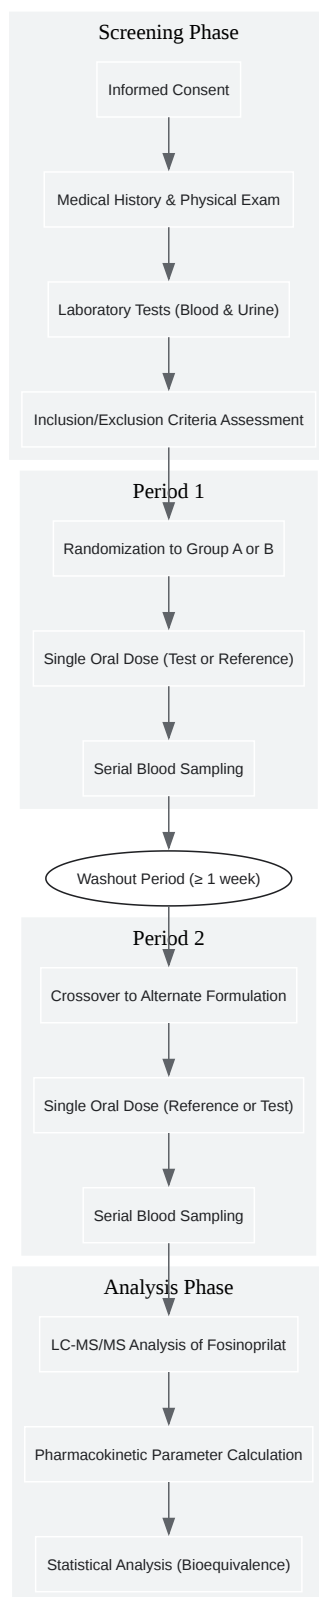 Screening Phase
Informed Consent
Medical History & Physical Exam
Laboratory Tests (Blood & Urine)
Inclusion/Exclusion Criteria Assessment
Period 1
Randomization to Group A or B
Single Oral Dose (Test or Reference)
Serial Blood Sampling
Washout Period (≥ 1 week)
Period 2
Crossover to Alternate Formulation
Single Oral Dose (Reference or Test)
Serial Blood Sampling
Analysis Phase
LC-MS/MS Analysis of Fosinoprilat
Pharmacokinetic Parameter Calculation
Statistical Analysis (Bioequivalence)